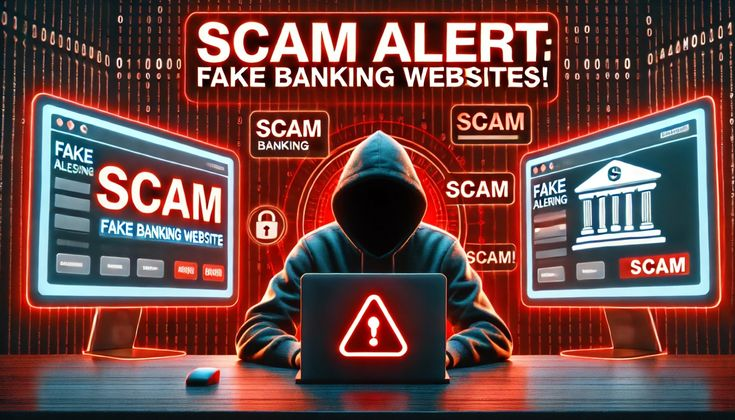 SCAM ALERT:
FAKE BANKING WEBSITES!
SCAM
BANKING
SCAM
FAKE
ALESING
SCAM
FAKE BANKING WEBSITE
SCAM
SCAM!
FAKE
ALERING
S
SCAM